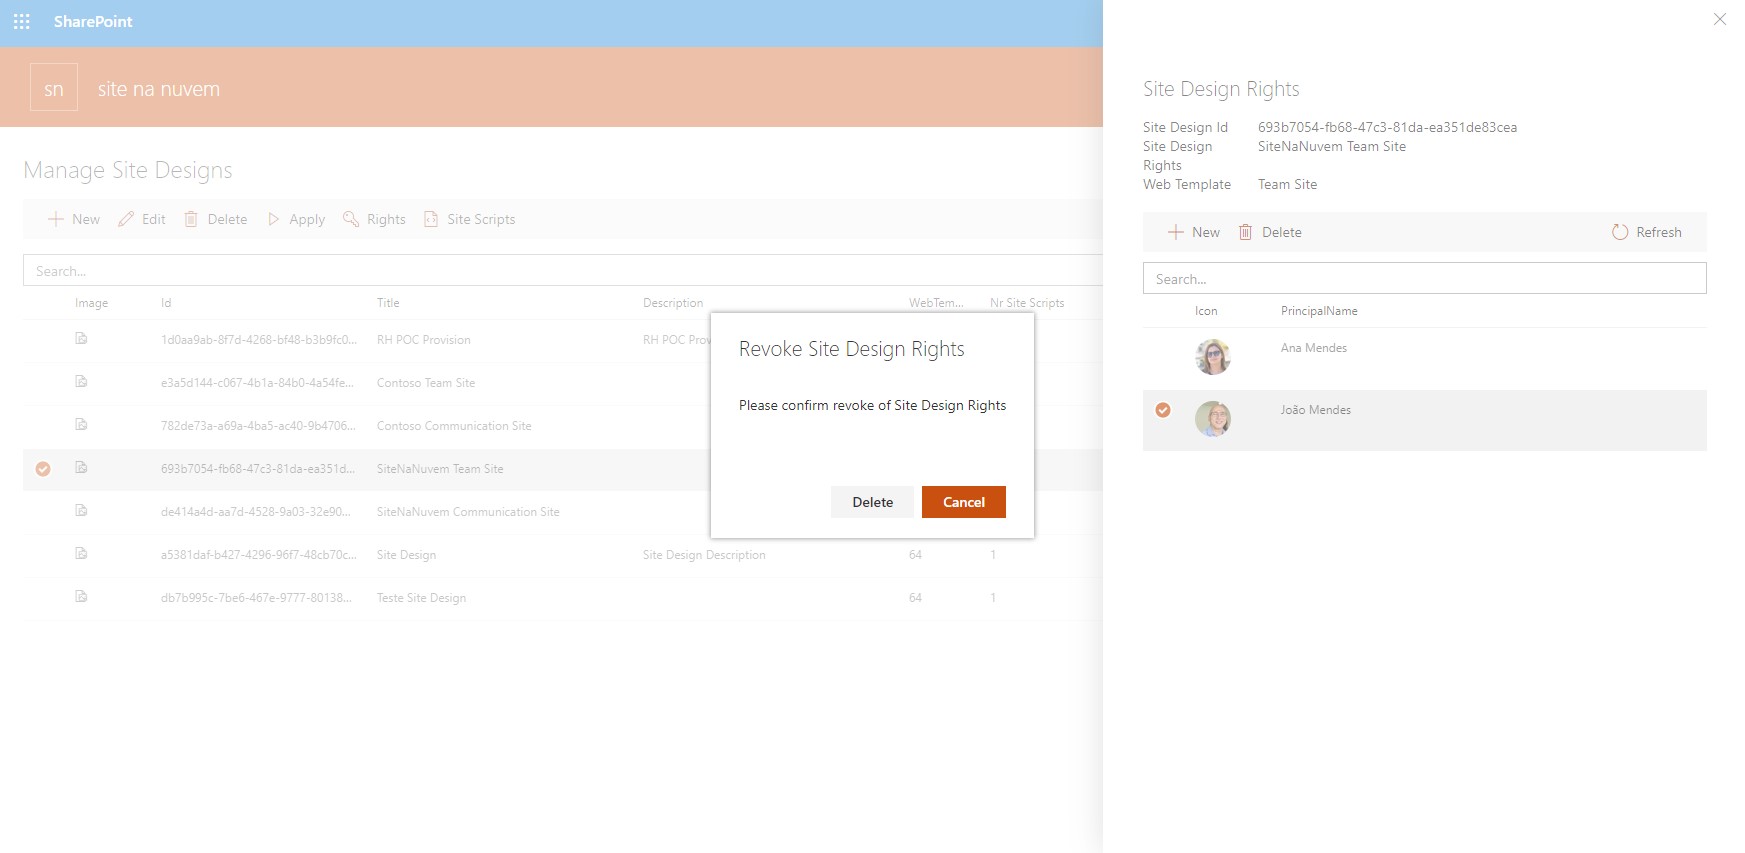 SharePoint
sn site na nuvem
Manage Site Designs
New Edit Delete Apply Rights Site Scripts
Search...
Image Id Title Description WebTem... Nr Site Scripts
1d0aa9ab-8f7d-4268-bf48-b3b9fc0... RH POC Provision RH POC Prov
e3a5d144-c067-4b1a-84b0-4a54fe... Contoso Team Site
782de73a-a69a-4ba5-ac40-9b4706... Contoso Communication Site
693b7054-fb68-47c3-81da-ea351d... SiteNaNuvem Team Site
de414a4d-aa7d-4528-9a03-32e90... SiteNaNuvem Communication Site
a5381daf-b427-4296-96f7-48cb70c... Site Design Site Design Description 64 1
db7b995c-7be6-467e-9777-80138... Teste Site Design 64 1
Revoke Site Design Rights
Please confirm revoke of Site Design Rights
Delete Cancel
Site Design Rights
Site Design Id 693b7054-fb68-47c3-81da-ea351de83cea
Site Design SiteNaNuvem Team Site
Rights
Web Template Team Site
New Delete Refresh
Search...
Icon PrincipalName
Ana Mendes
João Mendes